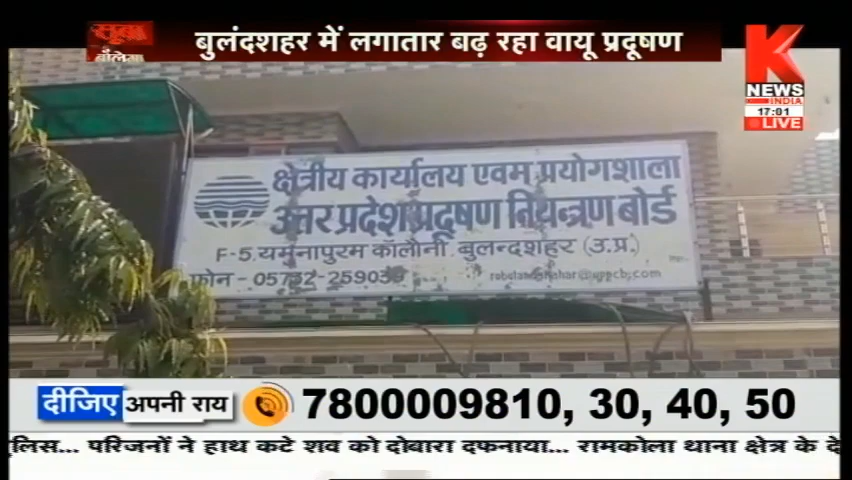 सूबा
बुलंदशहर में लगातार बढ़ रहा वायू प्रदूषण
K
NEWS
INDIA
17:01
LIVE
क्षेत्रीय कार्यालय एवम प्रयोगशाला
उत्तर प्रदेश प्रदूषण नियन्त्रण बोर्ड
F-5, यमुनापुरम कॉलौनी, बुलन्दशहर (उ.प्र.)
फोन - 05732-259039
दीजिए अपनी राय 7800009810, 30, 40, 50
पुलिस... परिजनों ने हाथ कटे शव को दोबारा दफनाया... रामकोला थाना क्षेत्र के दे